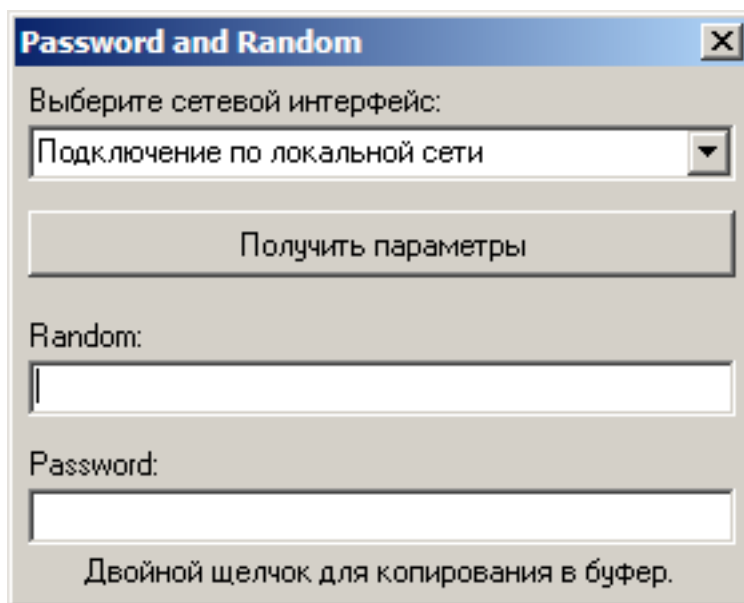 Password and Random
Выберите сетевой интерфейс:
Подключение по локальной сети
Получить параметры
Random:
Password:
Двойной щелчок для копирования в буфер.